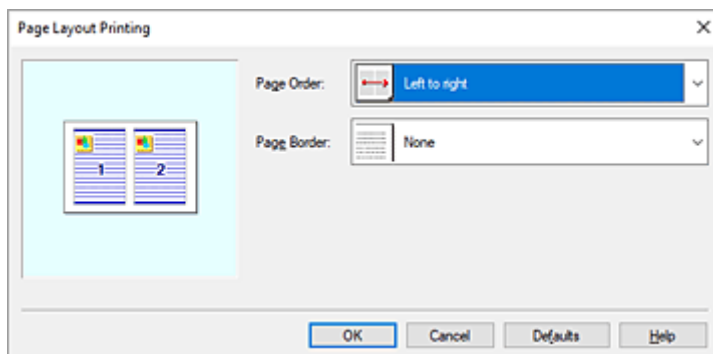 Page Layout Printing
Page Order:
Left to right
Page Border:
None
1 2
OK Cancel Defaults Help